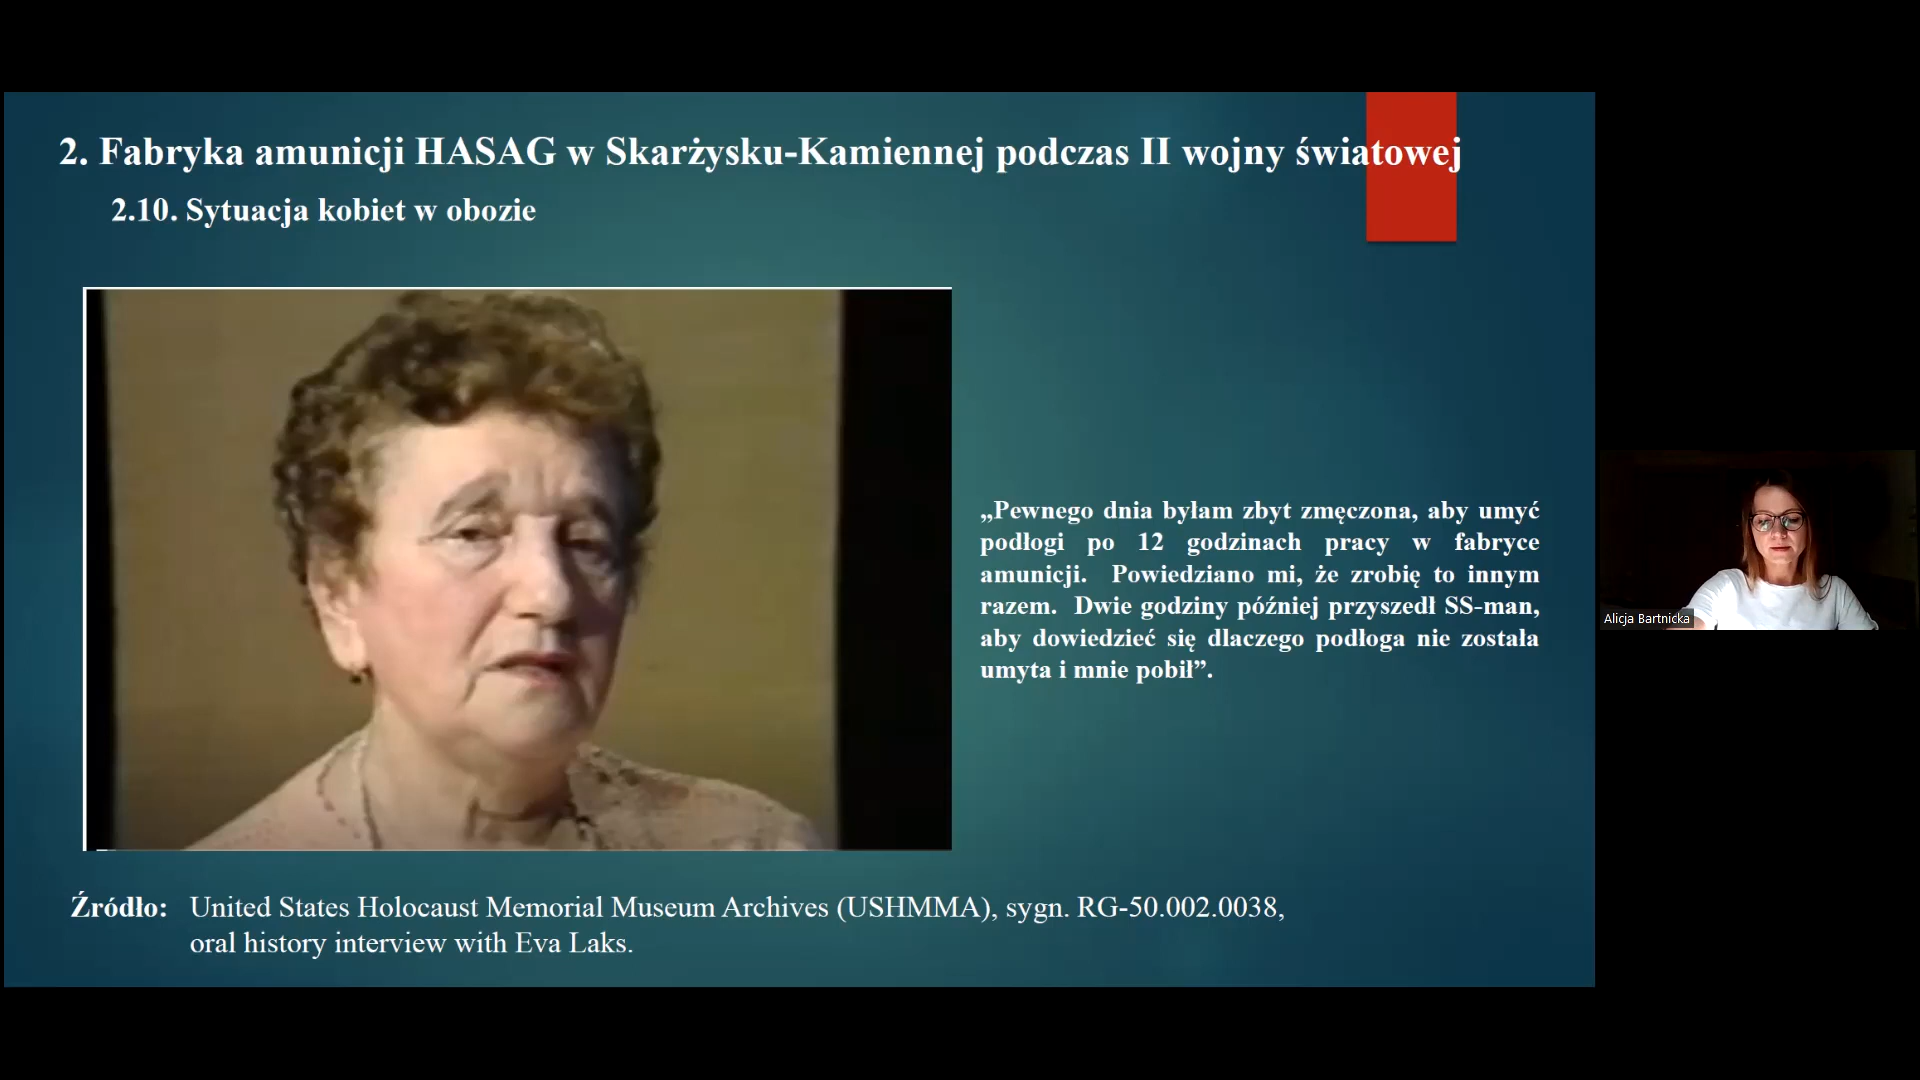 2. Fabryka amunicji HASAG w Skarżysku-Kamiennej podczas II wojny światowej
2.10. Sytuacja kobiet w obozie
„Pewnego dnia byłam zbyt zmęczona, aby umyć
podłogi po 12 godzinach pracy w fabryce
amunicji. Powiedziano mi, że zrobię to innym
razem. Dwie godziny później przyszedł SS-man,
aby dowiedzieć się dlaczego podłoga nie została
umyta i mnie pobił”.
Źródło: United States Holocaust Memorial Museum Archives (USHMMA), sygn. RG-50.002.0038,
oral history interview with Eva Laks.
Alicja Bartnicka